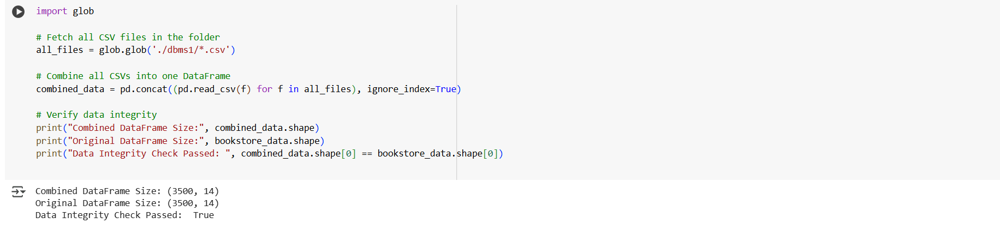 import glob
# Fetch all CSV files in the folder
all_files = glob.glob('./dbms1/*.csv')
# Combine all CSVs into one DataFrame
combined_data = pd.concat((pd.read_csv(f) for f in all_files), ignore_index=True)
# Verify data integrity
print("Combined DataFrame Size:", combined_data.shape)
print("Original DataFrame Size:", bookstore_data.shape)
print("Data Integrity Check Passed: ", combined_data.shape[0] == bookstore_data.shape[0])
Combined DataFrame Size: (3500, 14)
Original DataFrame Size: (3500, 14)
Data Integrity Check Passed:  True